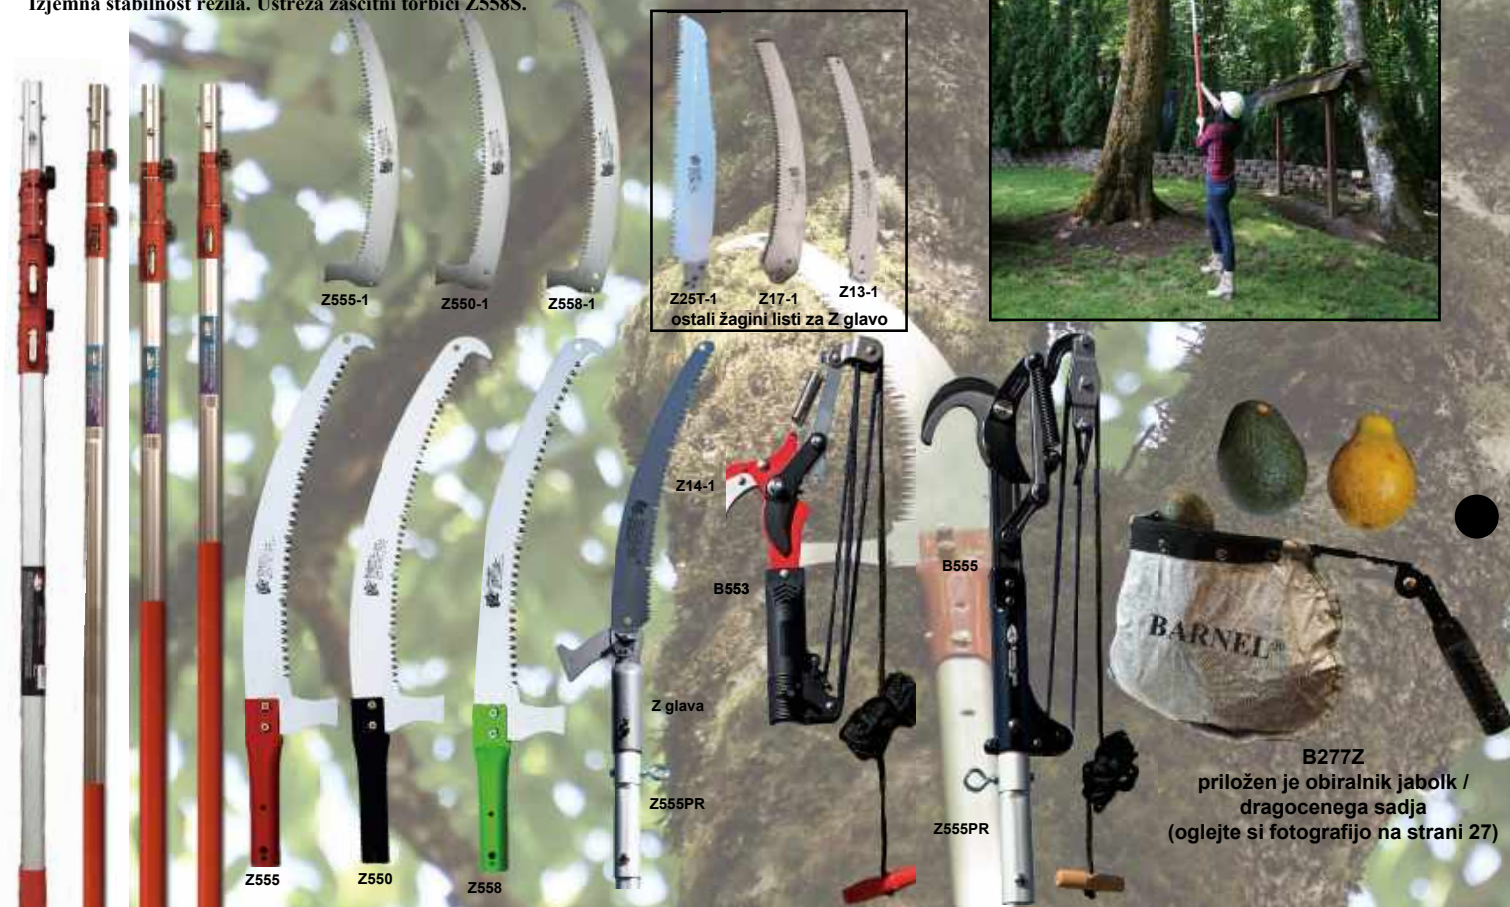 Izjemna stabilnost rezila. Ustreza zaščitni torbici Z558S.
Z555-1
Z550-1
Z558-1
Z25T-1
Z17-1
Z13-1
ostali žagini listi za Z glavo
Z14-1
B553
B555
Z glava
Z555PR
Z555PR
Z555
Z550
Z558
BARNEL
B277Z
priložen je obiralnik jabolk /
dragocenega sadja
(oglejte si fotografijo na strani 27)